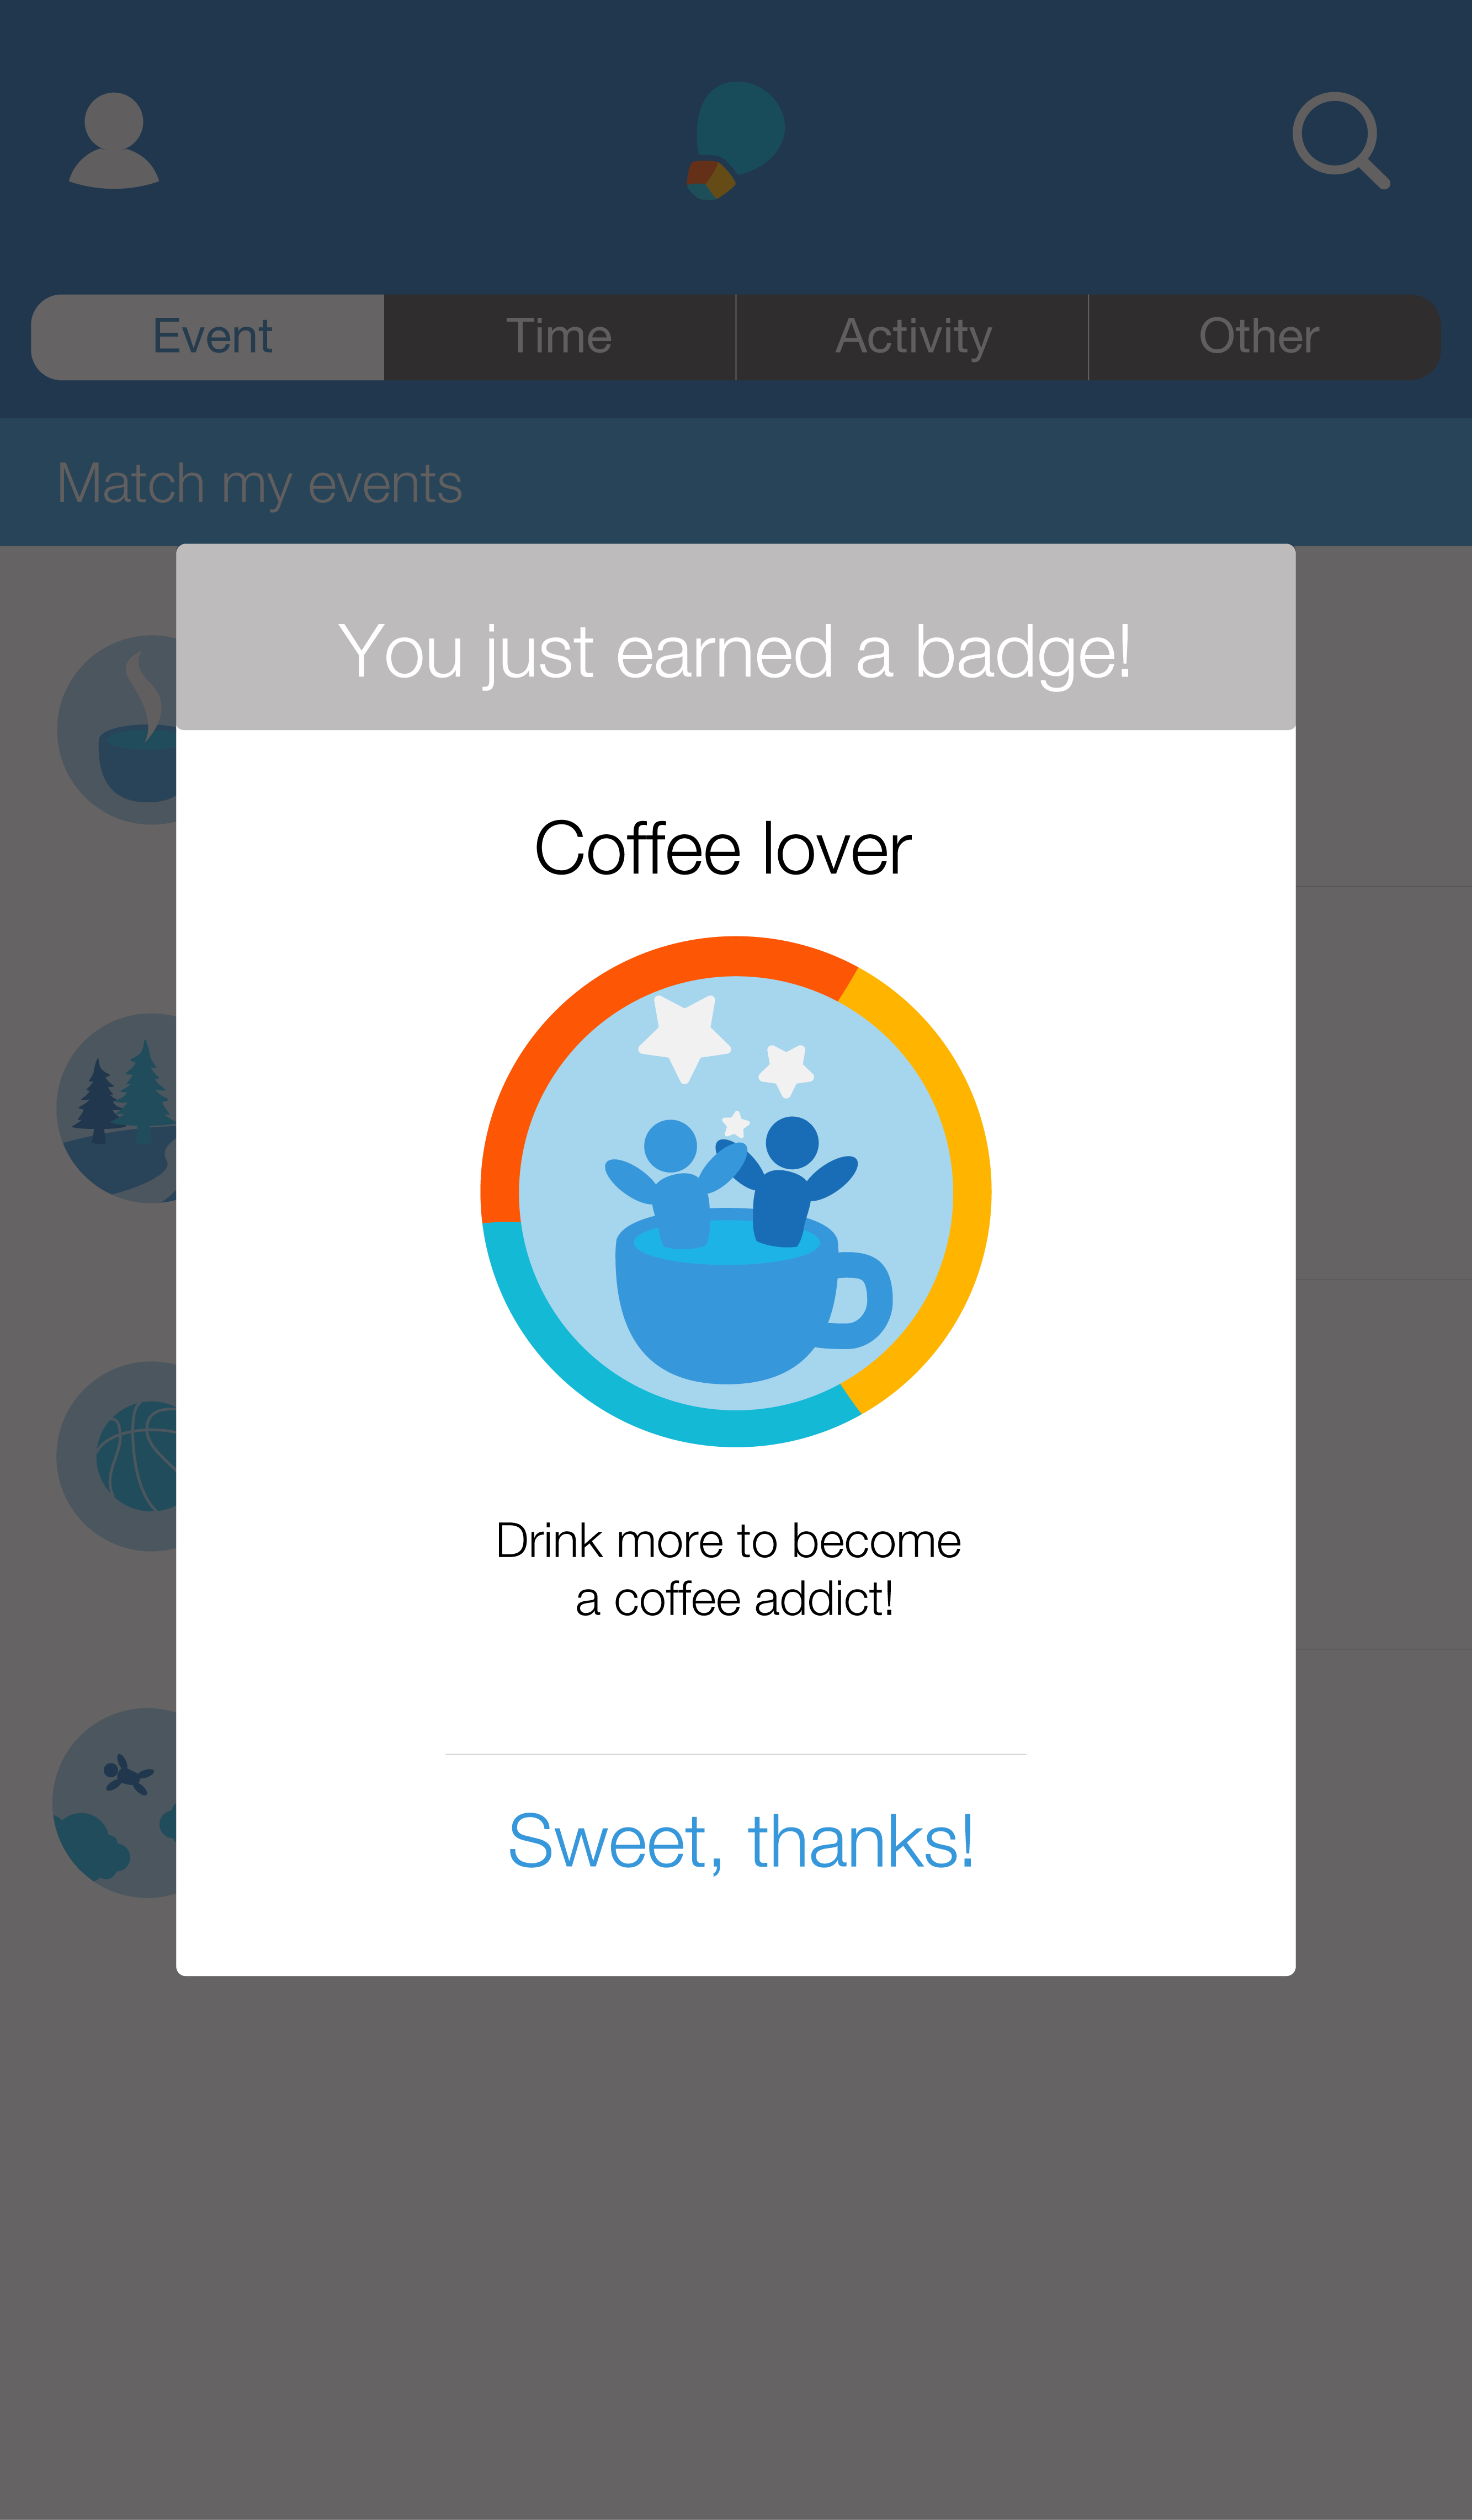 Event Time Activity Other
Match my events
You just earned a badge!
Coffee lover
Drink more to become
a coffee addict!
Sweet, thanks!